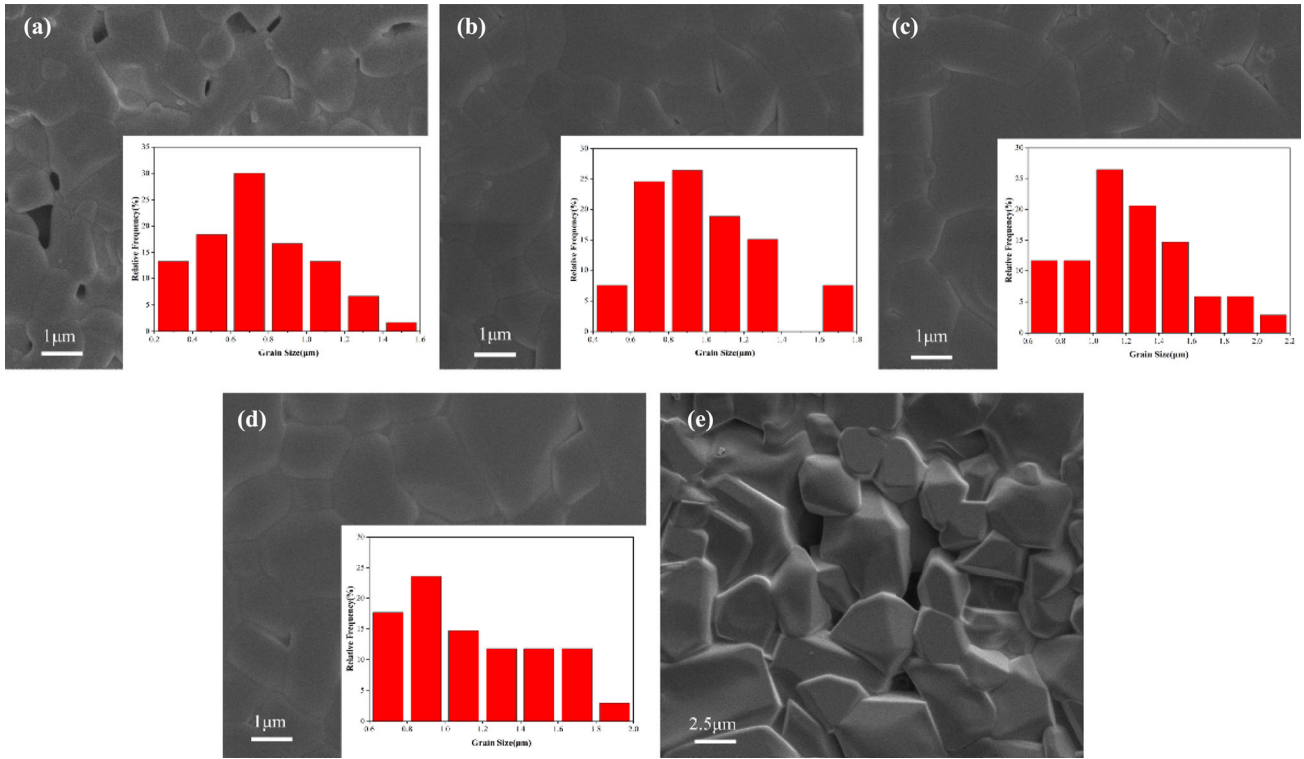 (a)
35
30
25
20
15
10
5
0
Relative Frequency(%)
0.2 0.4 0.6 0.8 1.0 1.2 1.4 1.6
Grain Size(μm)
1μm
(b)
30
25
20
15
10
5
0
Relative Frequency(%)
0.4 0.6 0.8 1.0 1.2 1.4 1.6 1.8
Grain Size(μm)
1μm
(c)
30
25
20
15
10
5
0
Relative Frequency(%)
0.6 0.8 1.0 1.2 1.4 1.6 1.8 2.0 2.2
Grain Size(μm)
1μm
(d)
30
25
20
15
10
5
0
Relative Frequency(%)
0.6 0.8 1.0 1.2 1.4 1.6 1.8 2.0
Grain Size(μm)
1μm
(e)
2.5μm